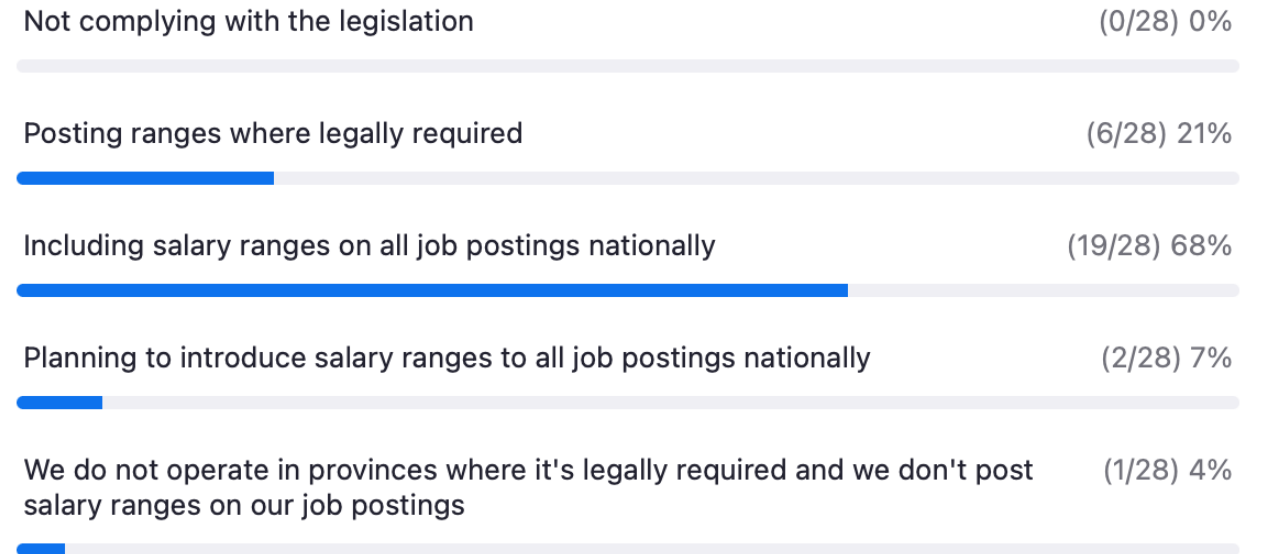 Not complying with the legislation (0/28) 0%
Posting ranges where legally required (6/28) 21%
Including salary ranges on all job postings nationally (19/28) 68%
Planning to introduce salary ranges to all job postings nationally (2/28) 7%
We do not operate in provinces where it's legally required and we don't post (1/28) 4%
salary ranges on our job postings